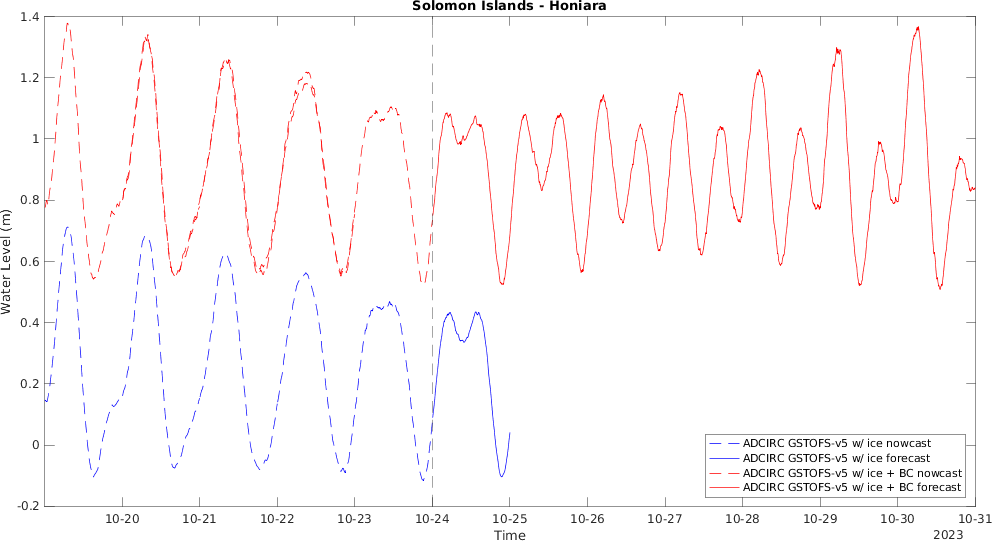 Solomon Islands - Honiara
1.4
1.2
1
0.8
0.6
0.4
0.2
0
-0.2
Water Level (m)
ADCIRC GSTOFS-v5 w/ ice nowcast
ADCIRC GSTOFS-v5 w/ ice forecast
ADCIRC GSTOFS-v5 w/ ice + BC nowcast
ADCIRC GSTOFS-v5 w/ ice + BC forecast
10-20 10-21 10-22 10-23 10-24 10-25 10-26 10-27 10-28 10-29 10-30 10-31
Time
2023